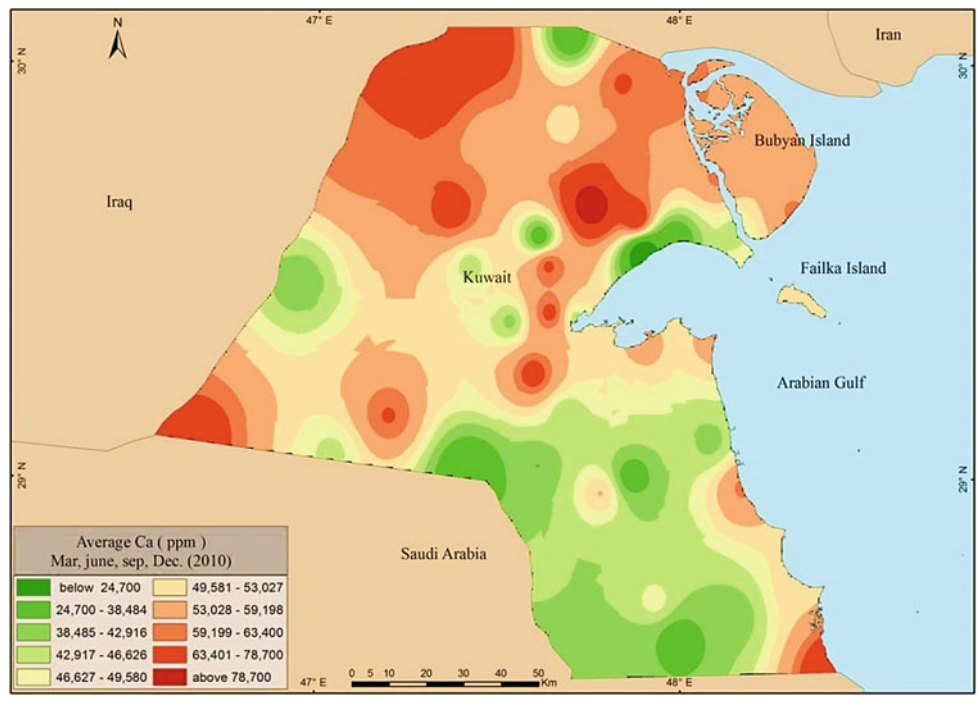 47° E
48° E
N
Iran
30° N
30° N
Bubyan Island
Iraq
Failka Island
Kuwait
Arabian Gulf
29° N
29° N
Saudi Arabia
Average Ca ( ppm )
Mar, june, sep, Dec. (2010)
below 24,700
24,700 - 38,484
38,485 - 42,916
42,917 - 46,626
46,627 - 49,580
49,581 - 53,027
53,028 - 59,198
59,199 - 63,400
63,401 - 78,700
above 78,700
0 5 10 20 30 40 50
Km
47° E
48° E